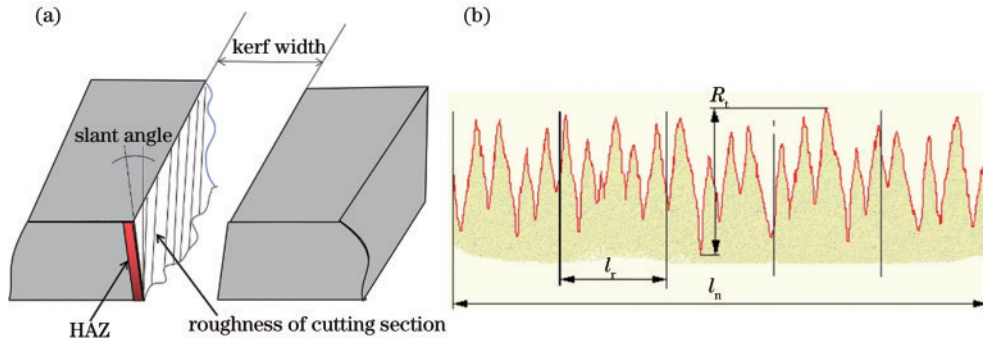 (a)
kerf width
slant angle
HAZ
roughness of cutting section
(b)
Rt
lr
ln